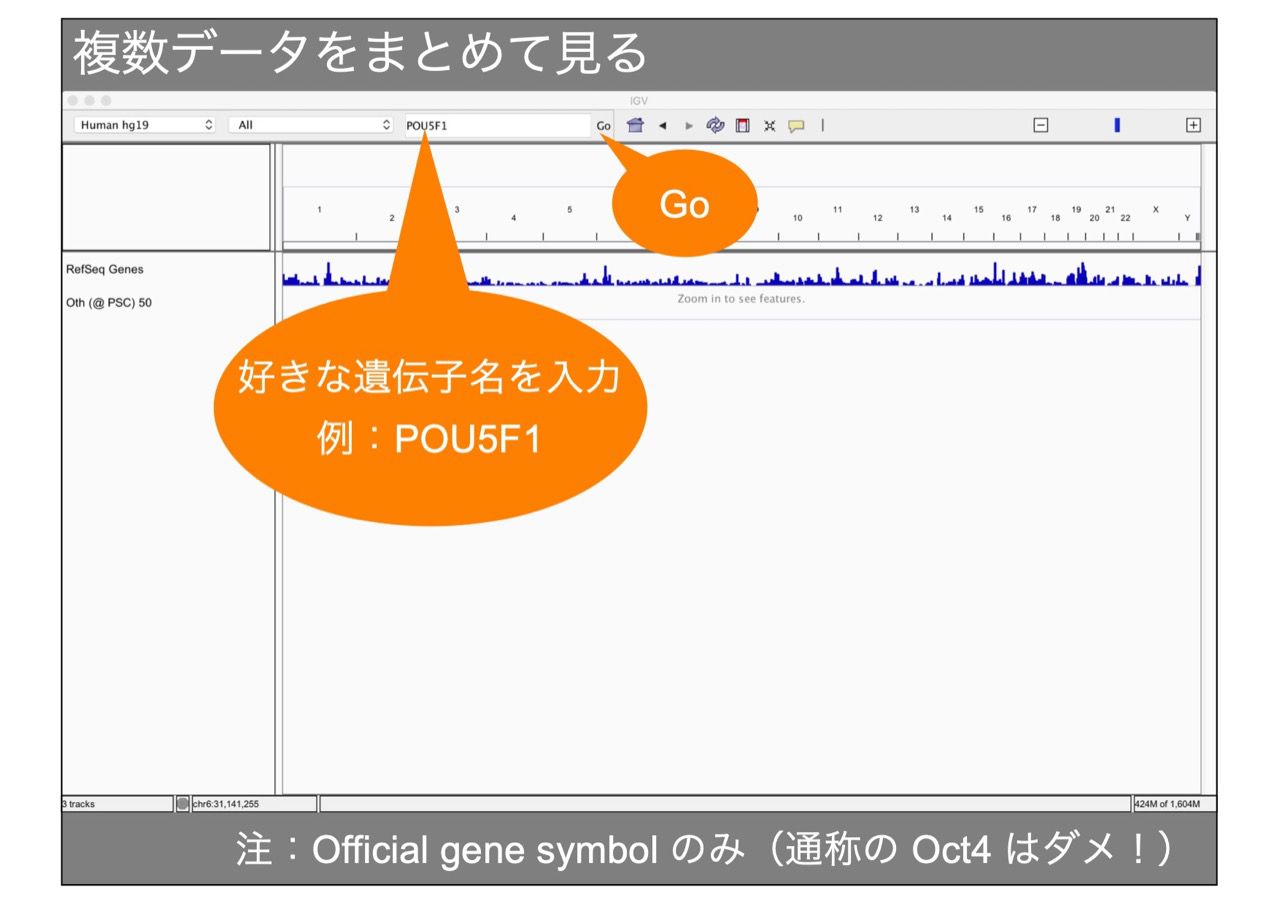 複数データをまとめて見る
IGV
Human hg19 All POU5F1 Go
Go
1 2 3 4 5 10 11 12 13 14 15 16 17 18 19 20 21 22 X Y
RefSeq Genes
Oth (@ PSC) 50
Zoom in to see features.
好きな遺伝子名を入力
例：POU5F1
3 tracks chr6:31,141,255 424M of 1,604M
注：Official gene symbol のみ（通称の Oct4 はダメ！）